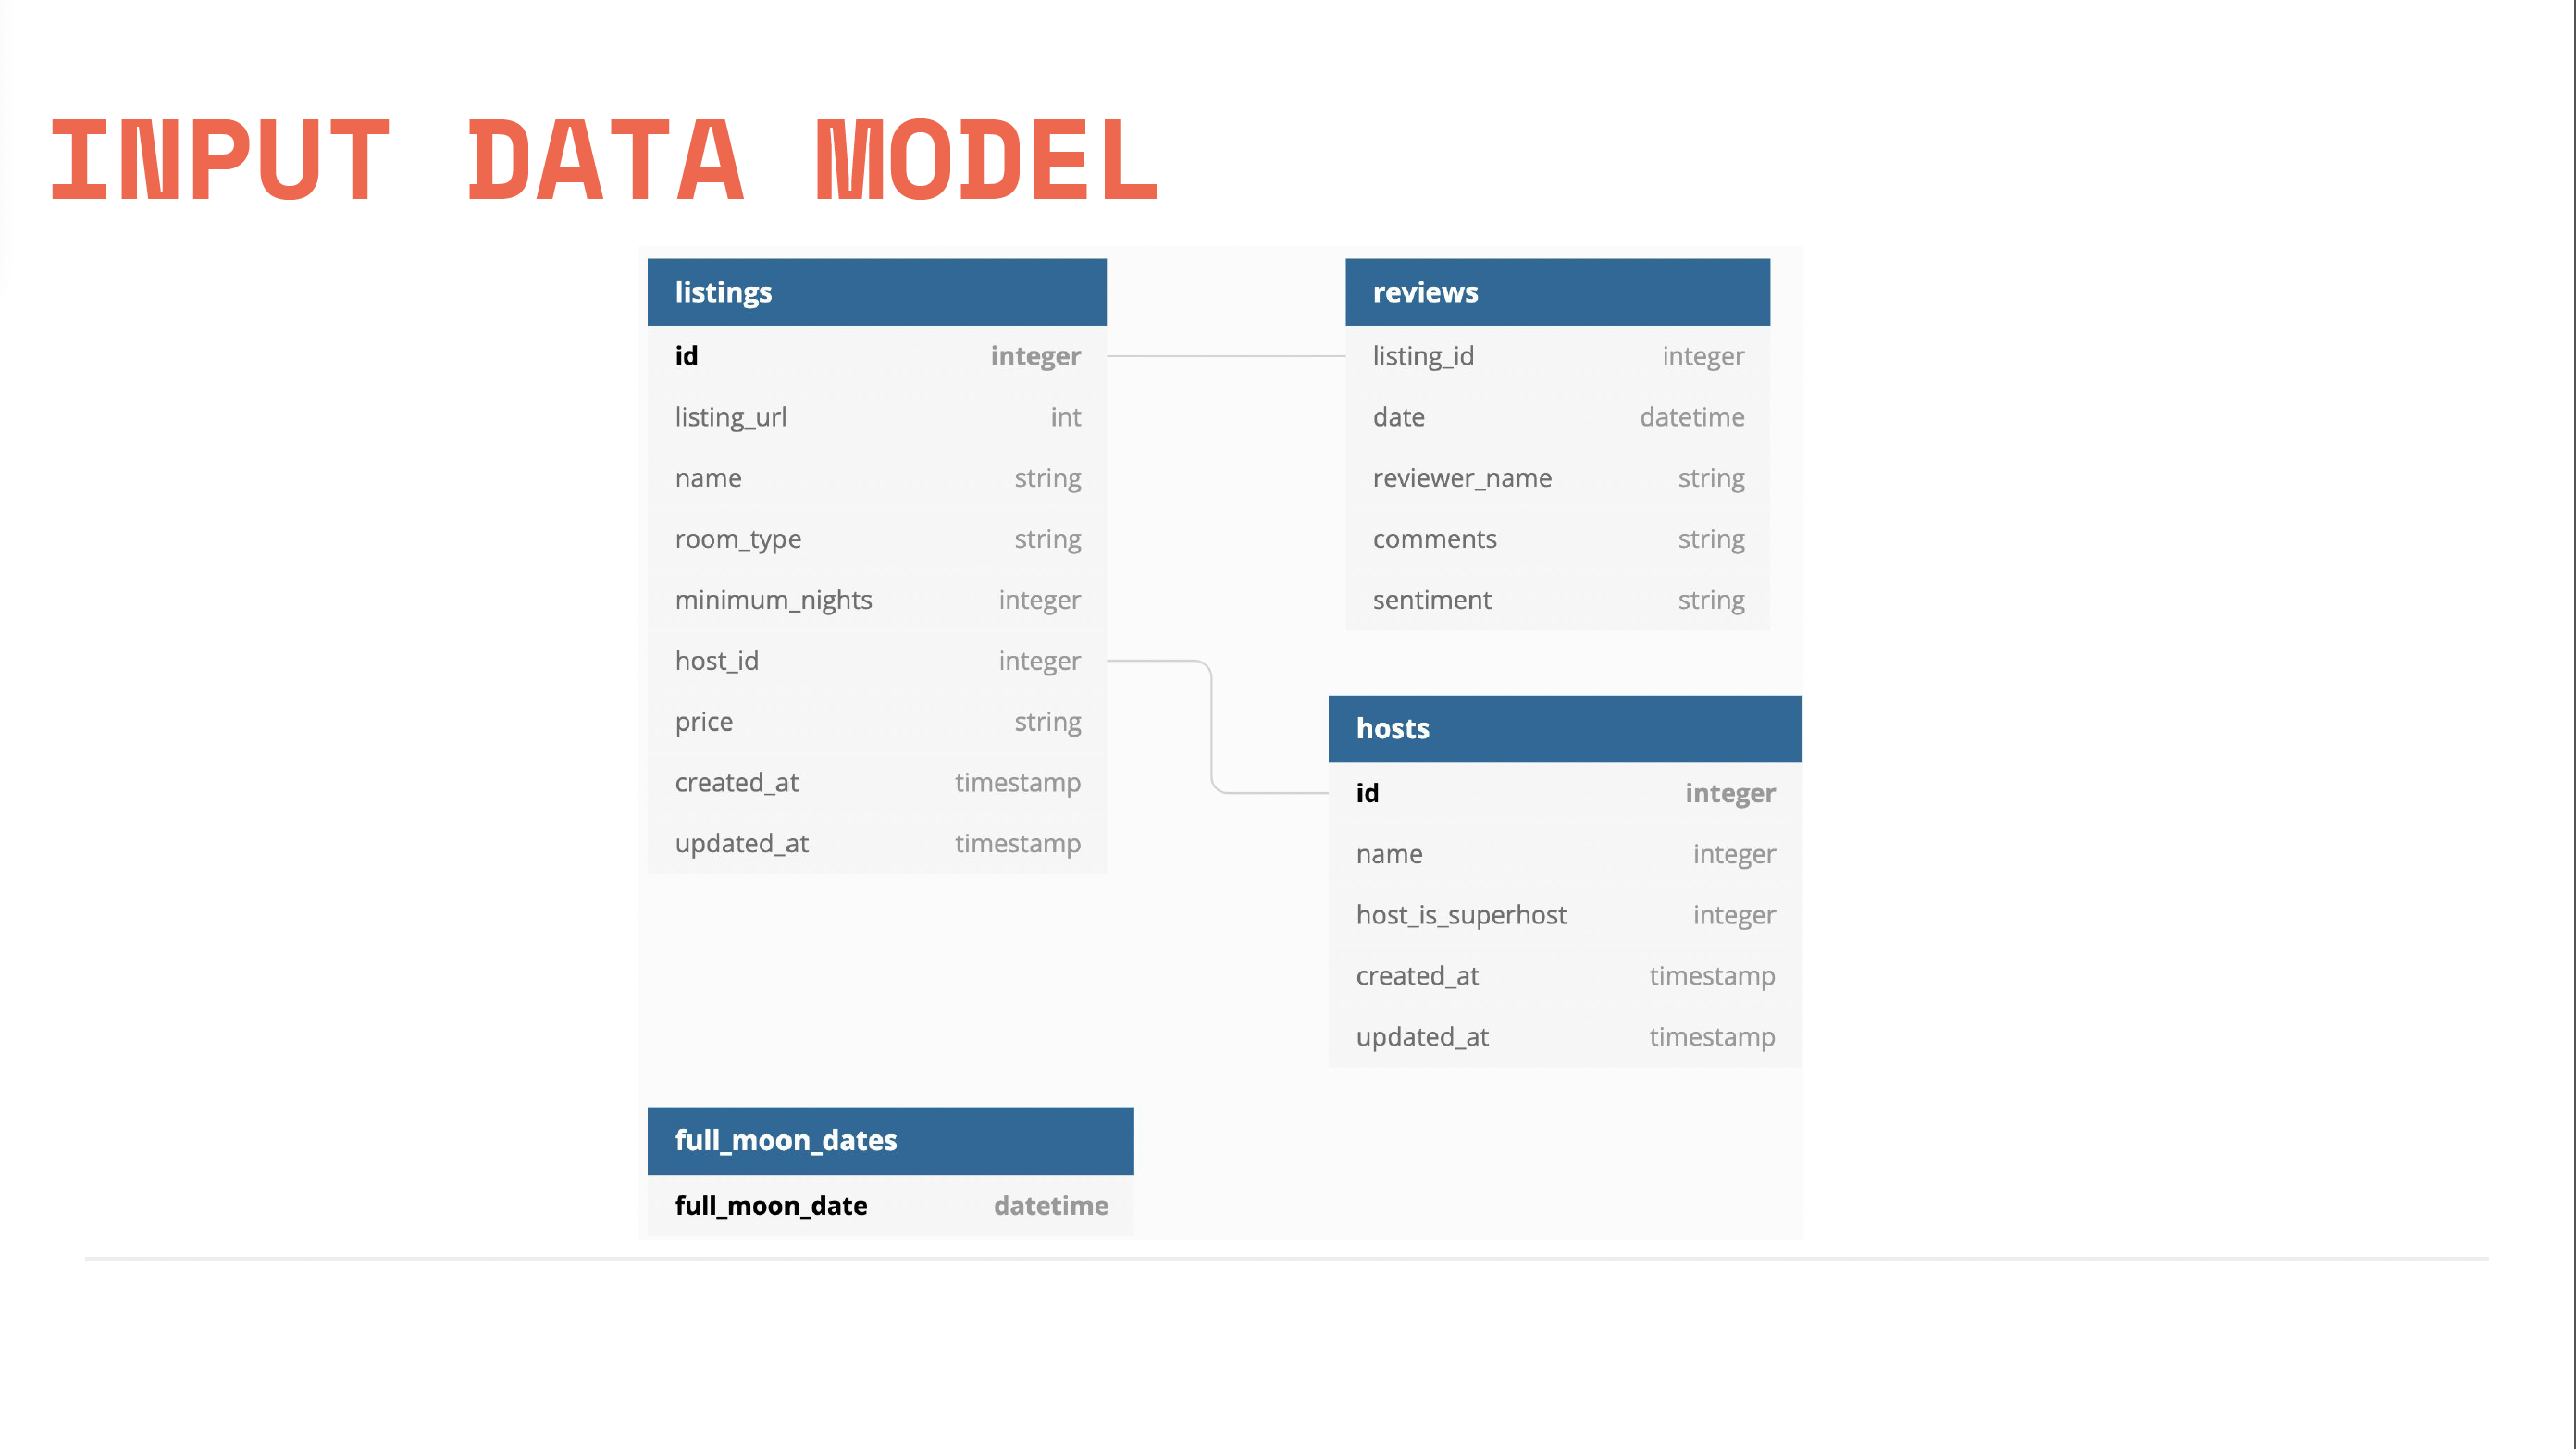 INPUT DATA MODEL
listings
id integer
listing_url int
name string
room_type string
minimum_nights integer
host_id integer
price string
created_at timestamp
updated_at timestamp
reviews
listing_id integer
date datetime
reviewer_name string
comments string
sentiment string
hosts
id integer
name integer
host_is_superhost integer
created_at timestamp
updated_at timestamp
full_moon_dates
full_moon_date datetime